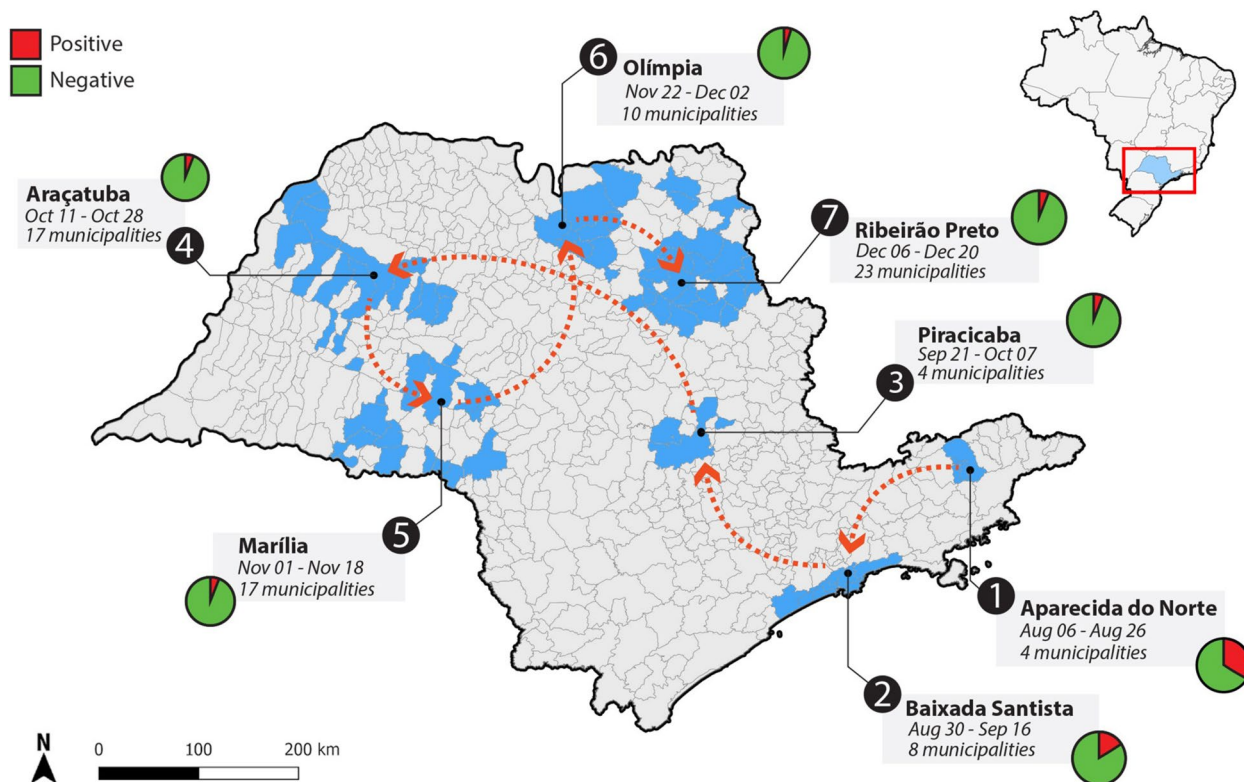 Positive
Negative
6
Olímpia
Nov 22 - Dec 02
10 municipalities
Araçatuba
Oct 11 - Oct 28
17 municipalities
4
7
Ribeirão Preto
Dec 06 - Dec 20
23 municipalities
Piracicaba
Sep 21 - Oct 07
4 municipalities
3
5
Marília
Nov 01 - Nov 18
17 municipalities
1
Aparecida do Norte
Aug 06 - Aug 26
4 municipalities
2
Baixada Santista
Aug 30 - Sep 16
8 municipalities
N
0 100 200 km